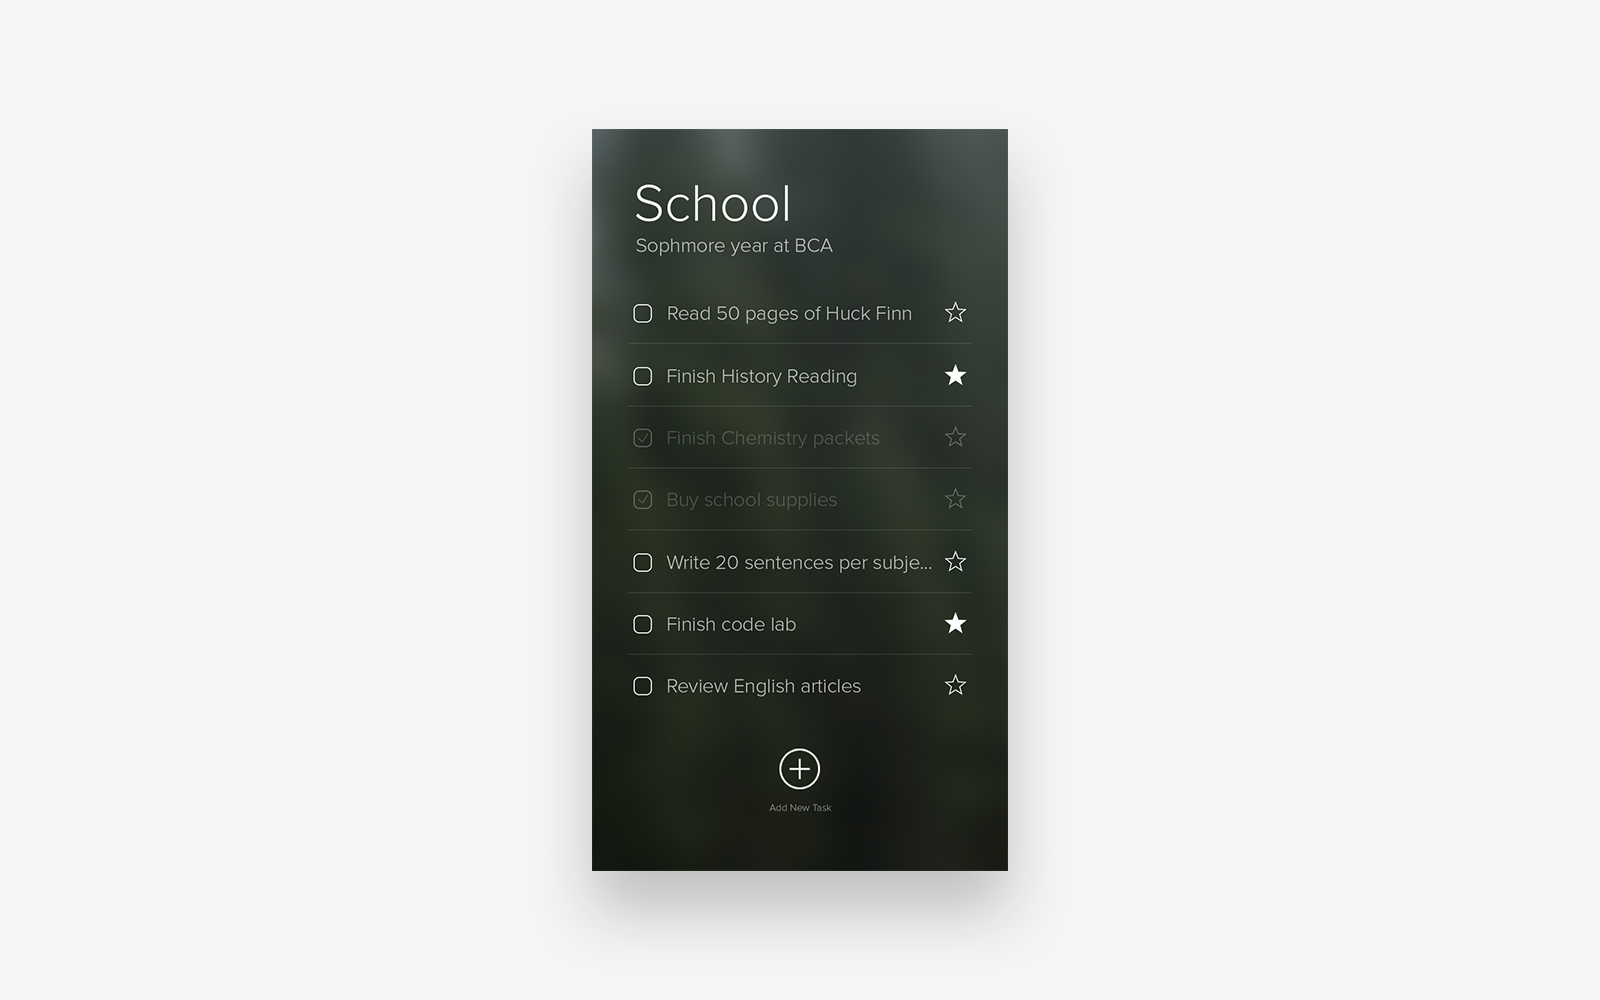 School
Sophmore year at BCA
Read 50 pages of Huck Finn
Finish History Reading
Finish Chemistry packets
Buy school supplies
Write 20 sentences per subje...
Finish code lab
Review English articles
Add New Task